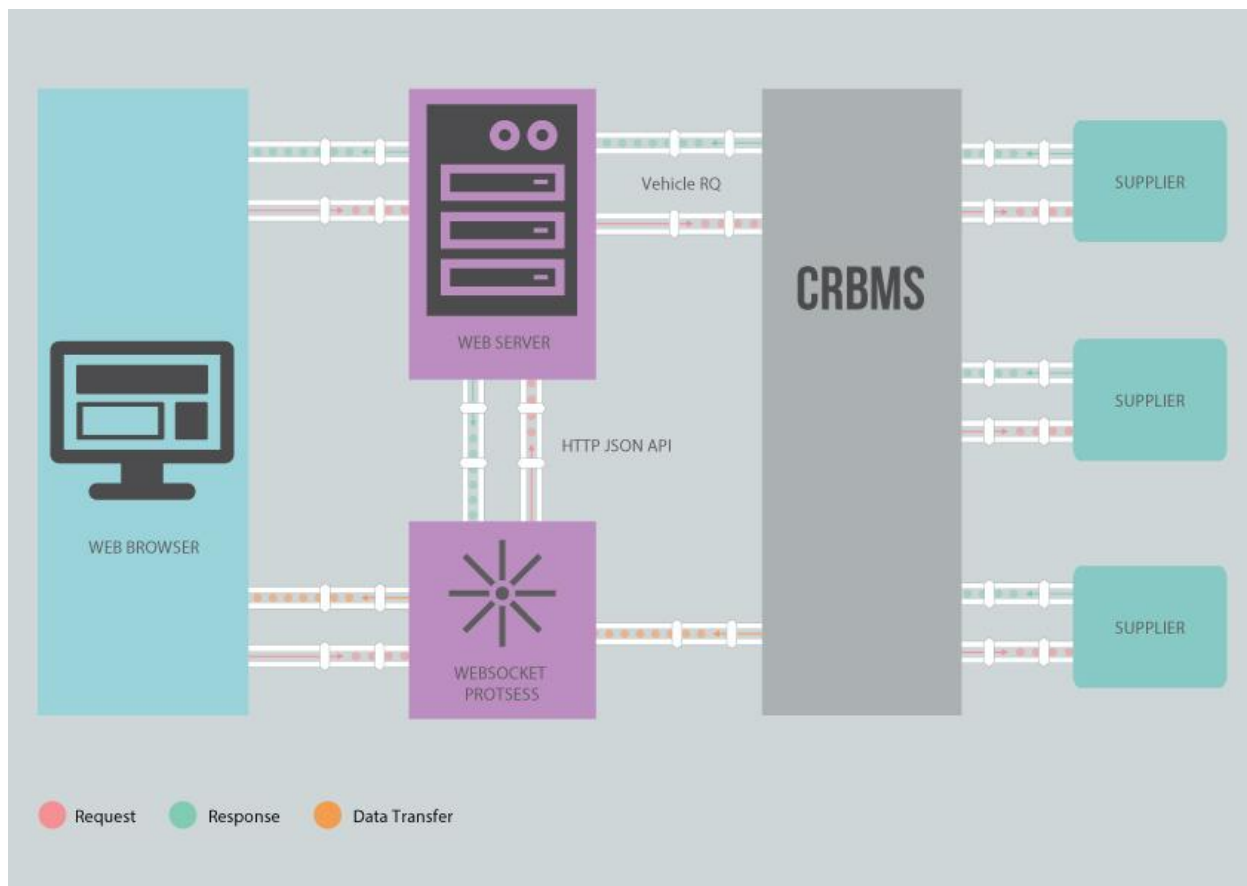 Vehicle RQ
SUPPLIER
CRBMS
WEB SERVER
SUPPLIER
HTTP JSON API
WEB BROWSER
SUPPLIER
WEBSOCKET
PROTSESS
Request
Response
Data Transfer